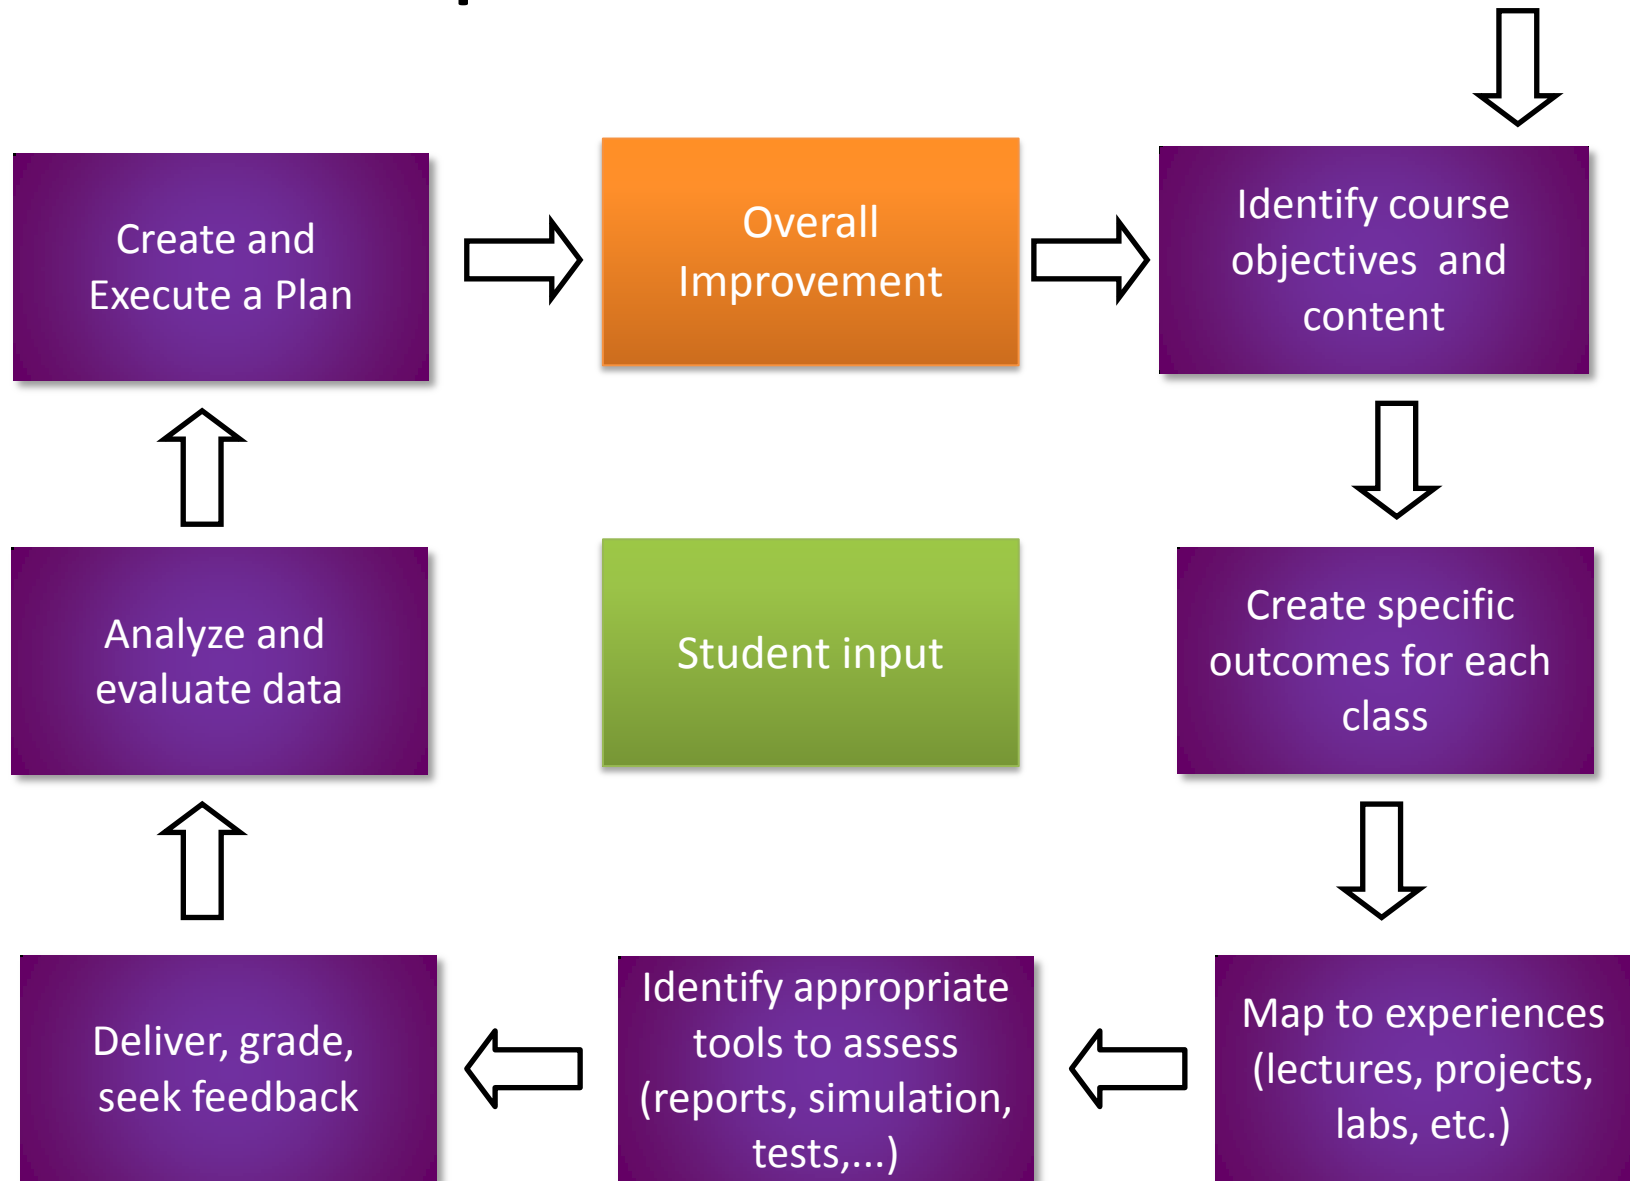 Create and
Execute a Plan
Overall
Improvement
Identify course
objectives and
content
Analyze and
evaluate data
Student input
Create specific
outcomes for each
class
Deliver, grade,
seek feedback
Identify appropriate
tools to assess
(reports, simulation,
tests,...)
Map to experiences
(lectures, projects,
labs, etc.)